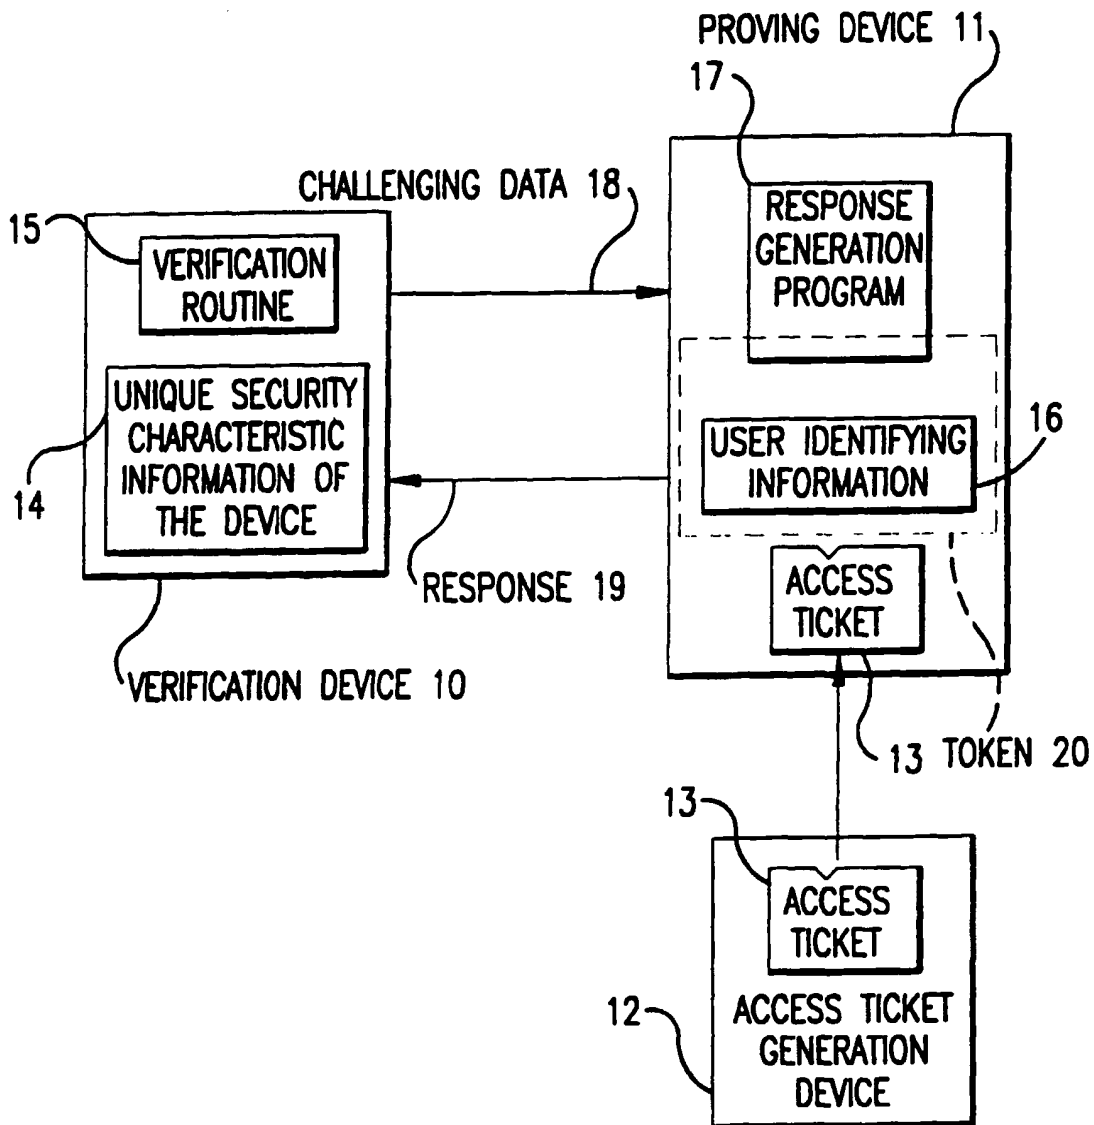 PROVING DEVICE 11
17
CHALLENGING DATA 18
15
VERIFICATION
ROUTINE
RESPONSE
GENERATION
PROGRAM
UNIQUE SECURITY
CHARACTERISTIC
INFORMATION OF
THE DEVICE
14
16
USER IDENTIFYING
INFORMATION
RESPONSE 19
ACCESS
TICKET
VERIFICATION DEVICE 10
13
TOKEN 20
13
ACCESS
TICKET
12
ACCESS TICKET
GENERATION
DEVICE